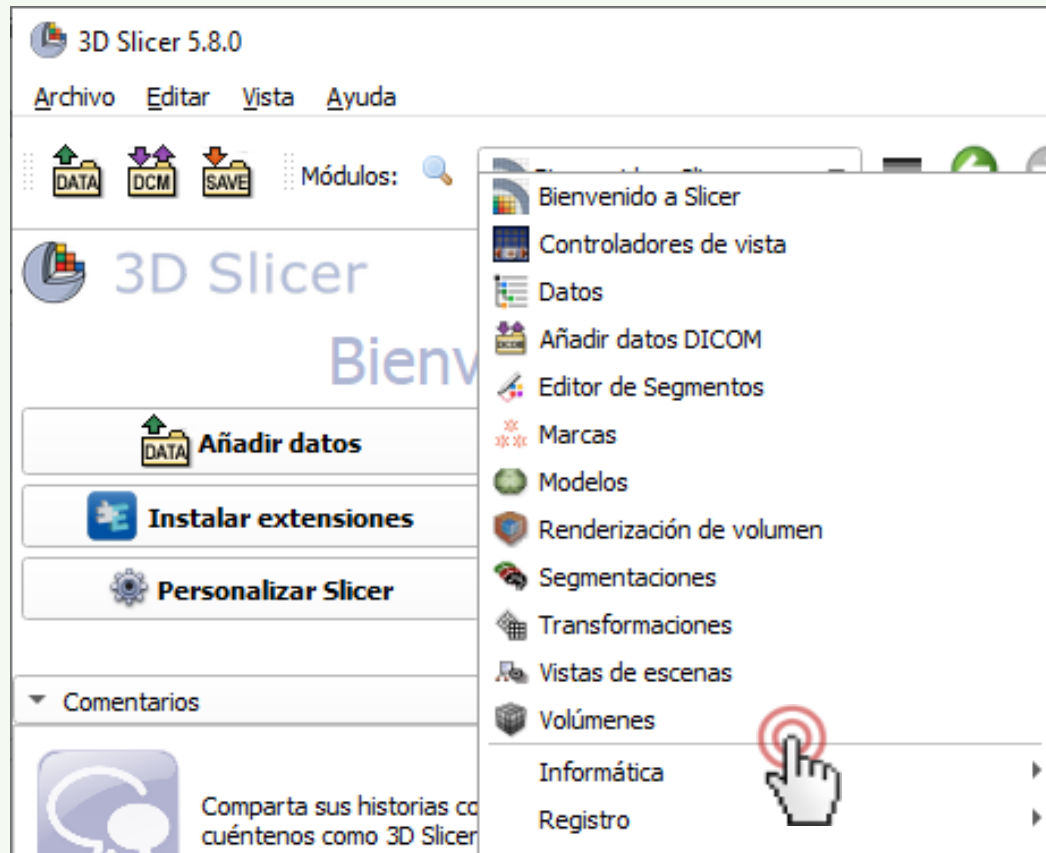 3D Slicer 5.8.0
Archivo Editar Vista Ayuda
DATA DCM SAVE Módulos:
3D Slicer
Bienv
Añadir datos
DATA
Instalar extensiones
Personalizar Slicer
Comentarios
Comparta sus historias co
cuéntenos como 3D Slicer
Bienvenido a Slicer
Controladores de vista
Datos
Añadir datos DICOM
Editor de Segmentos
Marcas
Modelos
Renderización de volumen
Segmentaciones
Transformaciones
Vistas de escenas
Volúmenes
Informática
Registro